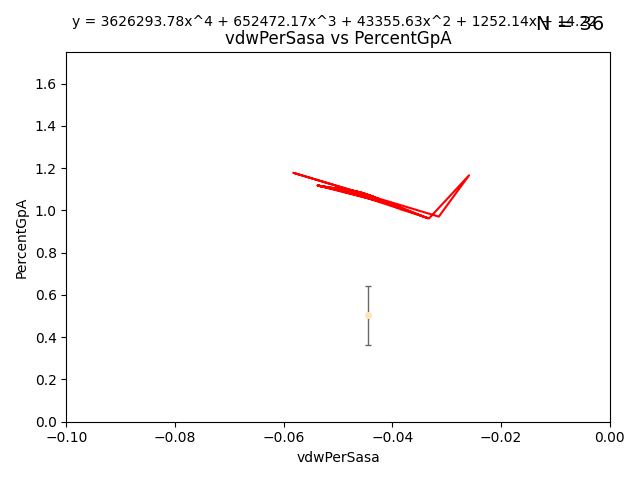 y = 3626293.78x^4 + 652472.17x^3 + 43355.63x^2 + 1252.14x + 14.22
N = 36
vdwPerSasa vs PercentGpA
1.6
1.4
1.2
1.0
0.8
0.6
0.4
0.2
0.0
PercentGpA
−0.10 −0.08 −0.06 −0.04 −0.02 0.00
vdwPerSasa